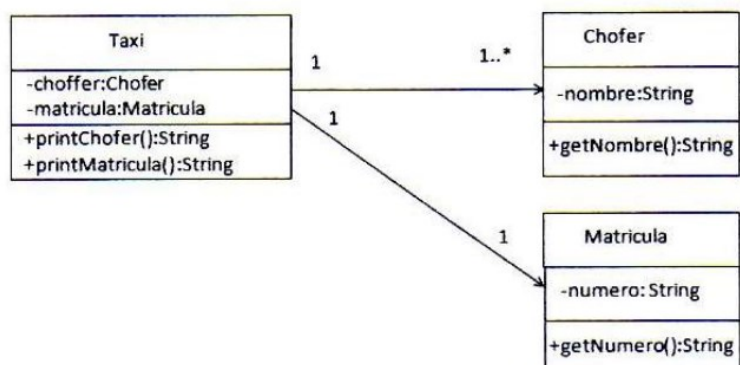 Taxi
-choffer:Chofer
-matricula:Matricula
+printChofer():String
+printMatricula():String
1
1..*
1
1
Chofer
-nombre:String
+getNombre():String
Matricula
-numero:String
+getNumero():String